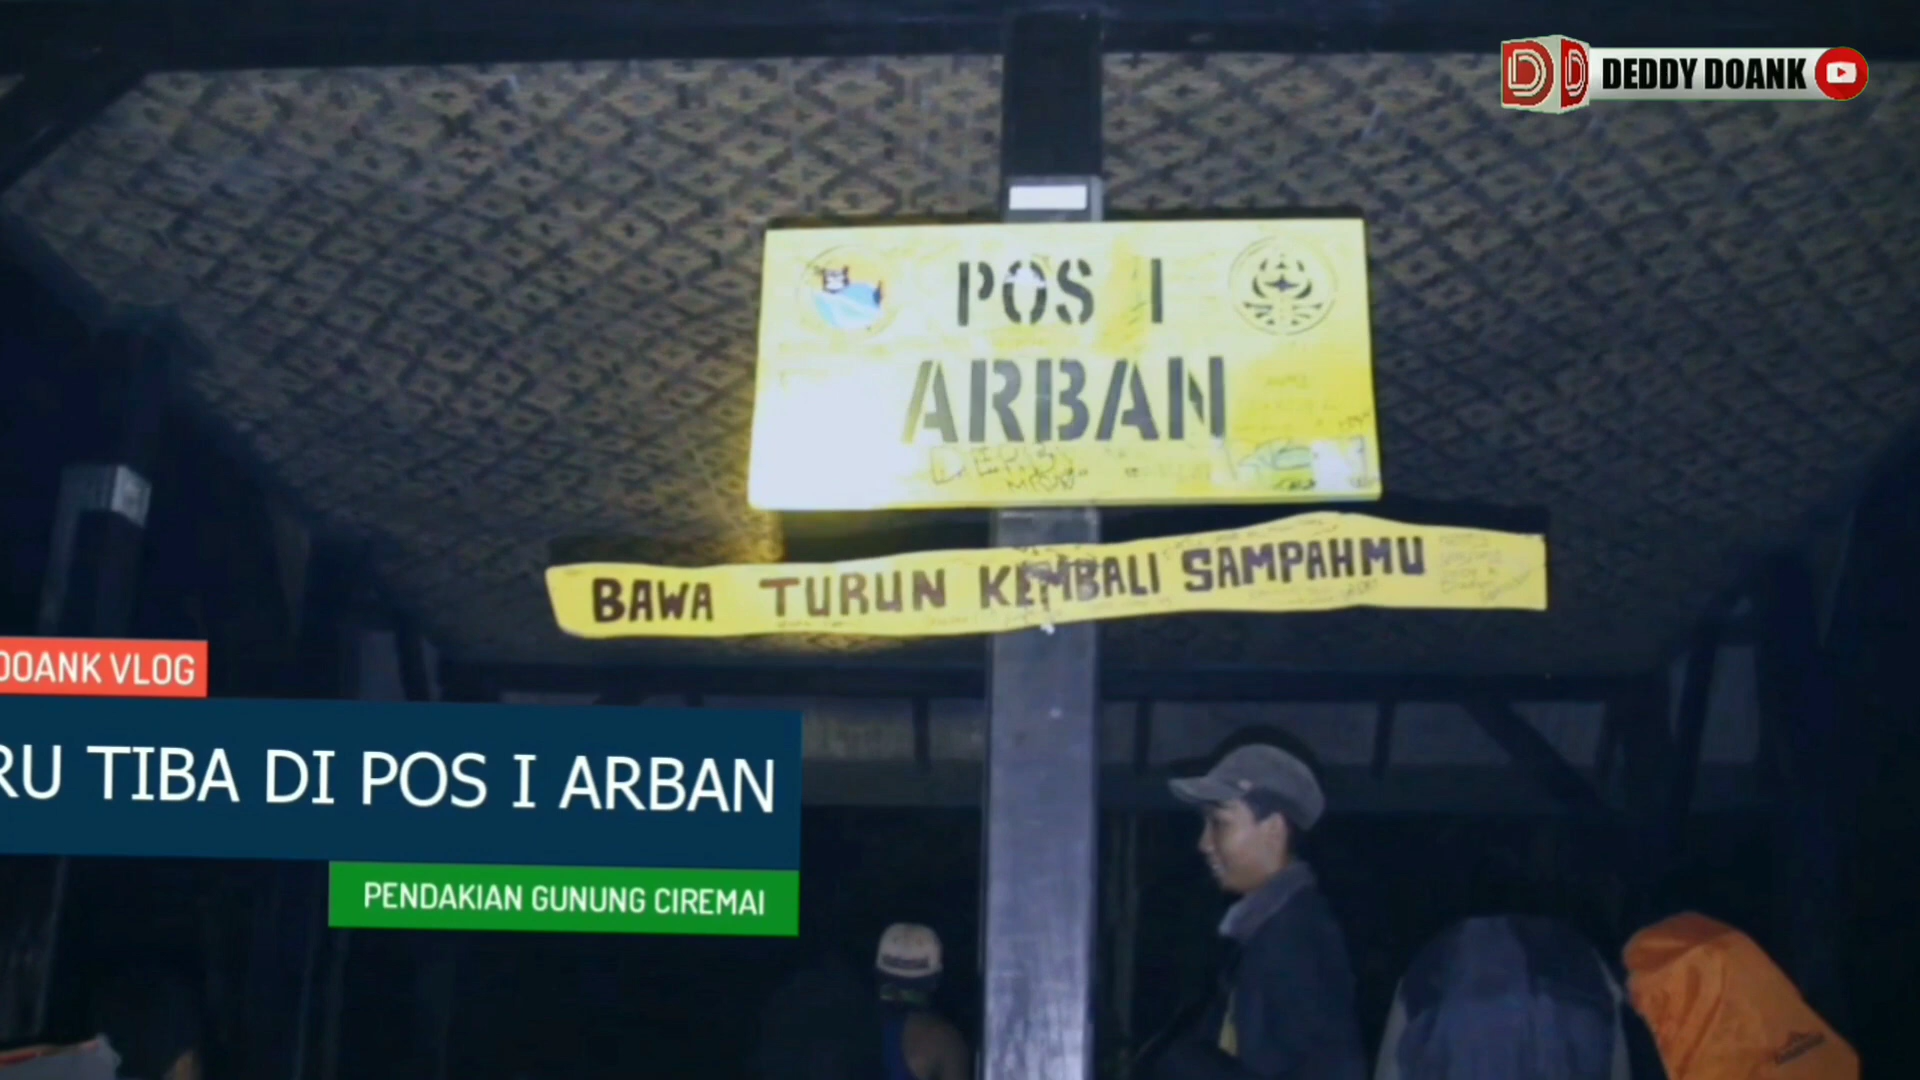 DEDDY DOANK
POS I
ARBAN
BAWA TURUN KEMBALI SAMPAHMU
DOANK VLOG
RU TIBA DI POS I ARBAN
PENDAKIAN GUNUNG CIREMAI